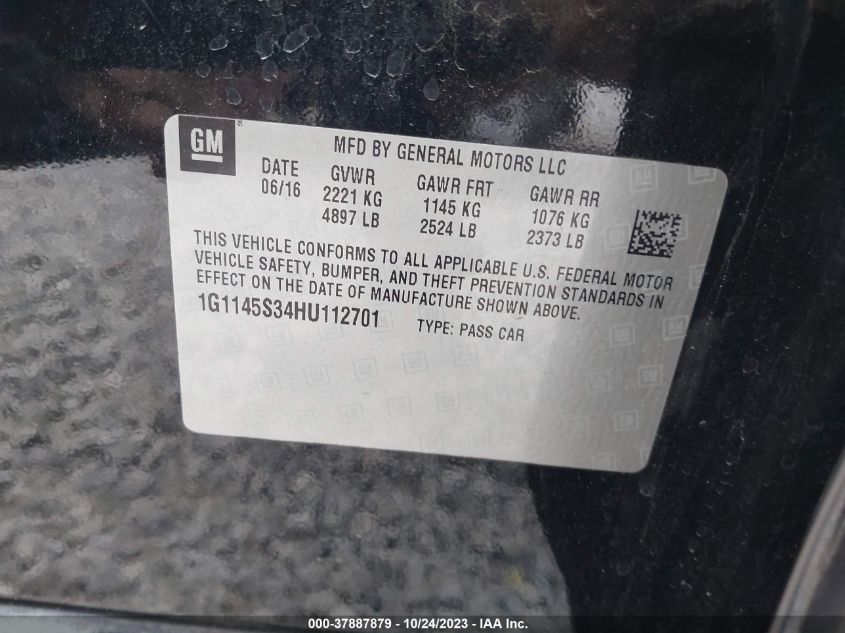 GM
MFD BY GENERAL MOTORS LLC
DATE GVWR GAWR FRT GAWR RR
06/16 2221 KG 1145 KG 1076 KG
4897 LB 2524 LB 2373 LB
THIS VEHICLE CONFORMS TO ALL APPLICABLE U.S. FEDERAL MOTOR
VEHICLE SAFETY, BUMPER, AND THEFT PREVENTION STANDARDS IN
EFFECT ON THE DATE OF MANUFACTURE SHOWN ABOVE.
1G1145S34HU112701 TYPE: PASS CAR
000-37887879 - 10/24/2023 - IAA Inc.